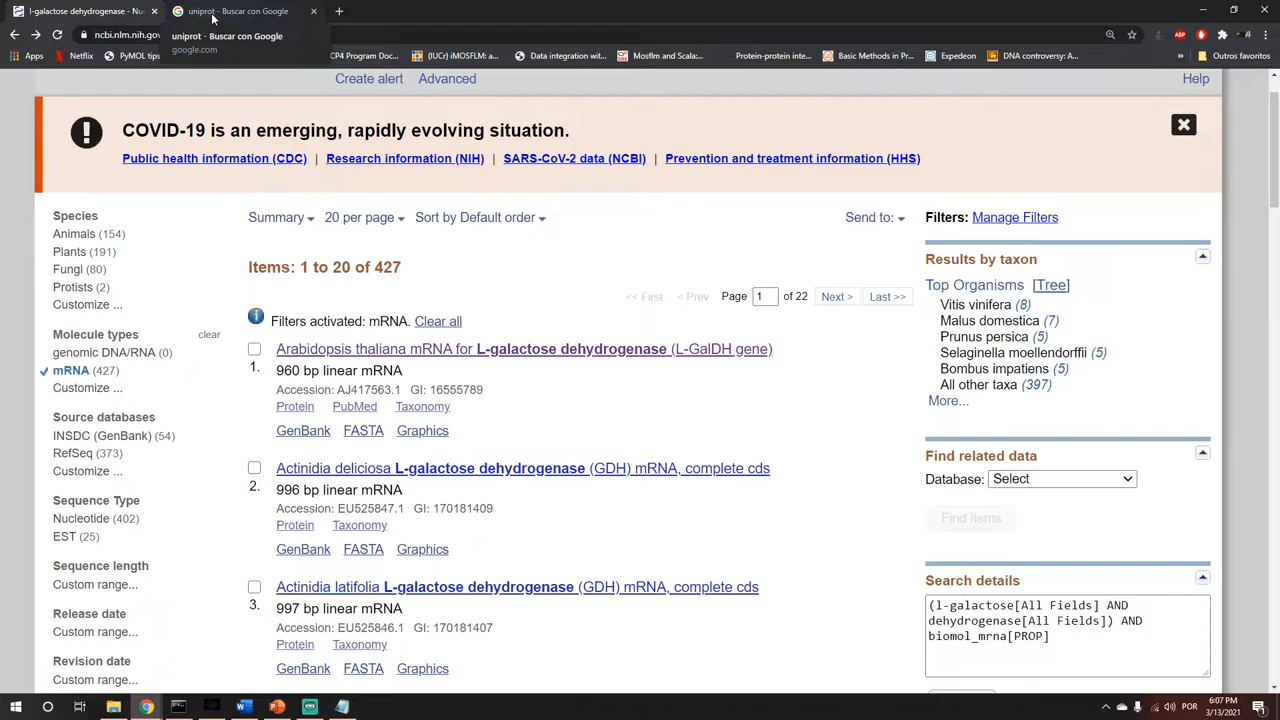 l-galactose dehydrogenase - Nu
uniprot - Buscar con Google
ncbi.nlm.nih.gov
uniprot - Buscar con Google
google.com
Apps
Netflix
PyMOL tips
CP4 Program Doc...
(IUCr) iMOSFLM—a...
Data integration wit...
Mosflm and Scala:...
Protein-protein inte...
Basic Methods in Pr...
Expedeon
DNA controversy: A...
»
Outros favoritos
ABP
Create alert
Advanced
Help
COVID-19 is an emerging, rapidly evolving situation.
Public health information (CDC) | Research information (NIH) | SARS-CoV-2 data (NCBI) | Prevention and treatment information (HHS)
Species
Animals (154)
Plants (191)
Fungi (80)
Protists (2)
Customize ...
Molecule types
clear
genomic DNA/RNA (0)
mRNA (427)
Customize ...
Source databases
INSDC (GenBank) (54)
RefSeq (373)
Customize ...
Sequence Type
Nucleotide (402)
EST (25)
Sequence length
Custom range...
Release date
Custom range...
Revision date
Custom range...
Summary
20 per page
Sort by Default order
Send to:
Items: 1 to 20 of 427
<< First
< Prev
Page 1 of 22
Next >
Last >>
Filters activated: mRNA. Clear all
Arabidopsis thaliana mRNA for L-galactose dehydrogenase (L-GalDH gene)
1.
960 bp linear mRNA
Accession: AJ417563.1 GI: 16555789
Protein PubMed Taxonomy
GenBank FASTA Graphics
Actinidia deliciosa L-galactose dehydrogenase (GDH) mRNA, complete cds
2.
996 bp linear mRNA
Accession: EU525847.1 GI: 170181409
Protein Taxonomy
GenBank FASTA Graphics
Actinidia latifolia L-galactose dehydrogenase (GDH) mRNA, complete cds
3.
997 bp linear mRNA
Accession: EU525846.1 GI: 170181407
Protein Taxonomy
GenBank FASTA Graphics
Filters: Manage Filters
Results by taxon
Top Organisms [Tree]
Vitis vinifera (8)
Malus domestica (7)
Prunus persica (5)
Selaginella moellendorffii (5)
Bombus impatiens (5)
All other taxa (397)
More...
Find related data
Database: Select
Find items
Search details
(l-galactose[All Fields] AND
dehydrogenase[All Fields]) AND
biomol_mrna[PROP]
POR
6:07 PM
3/13/2021